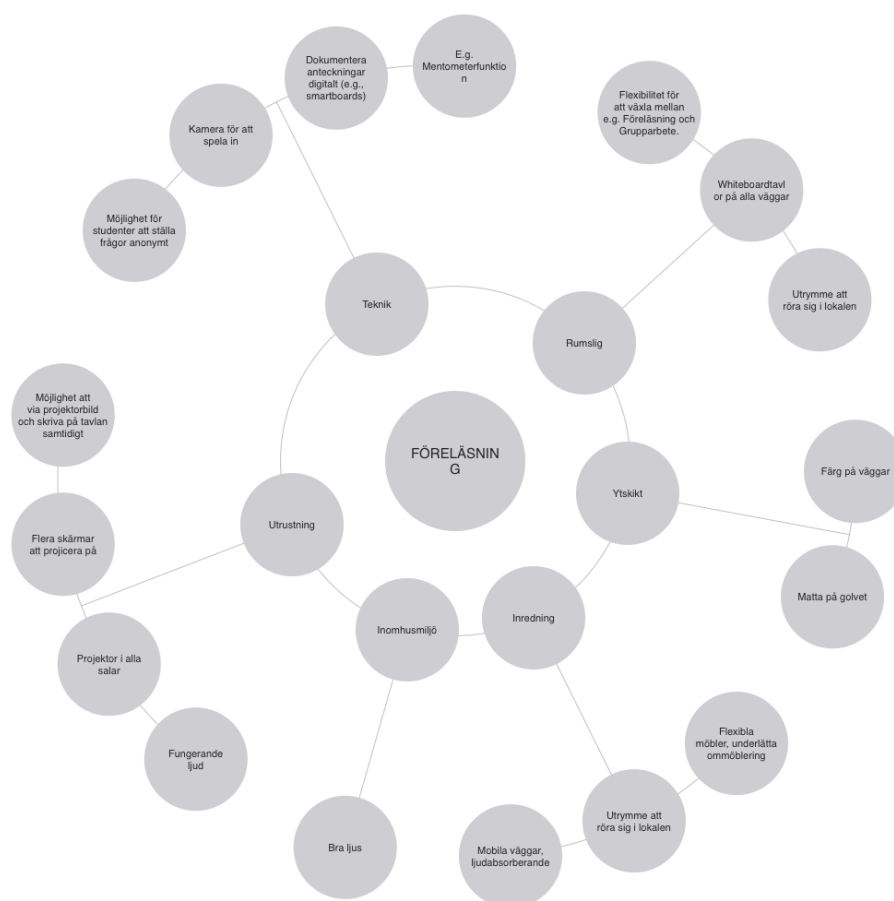 Dokumentera
anteckningar
digitalt (e.g.,
smartboards)
E.g.
Mentometerfunktio
n
Kamera för att
spela in
Möjlighet för
studenter att ställa
frågor anonymt
Flexibilitet för
att växla mellan
e.g. Föreläsning och
Grupparbete.
Whiteboardtavl
or på alla väggar
Utrymme att
röra sig i lokalen
Teknik
Rumslig
Möjlighet att
via projektorbild
och skriva på tavlan
samtidigt
FÖRELÄSNIN
G
Färg på väggar
Ytskikt
Utrustning
Flera skärmar
att projicera på
Matta på golvet
Inredning
Inomhusmiljö
Projektor i alla
salar
Fungerande
ljud
Flexibla
möbler, underlätta
ommöblering
Utrymme att
röra sig i lokalen
Bra ljus
Mobila väggar,
ljudabsorberande